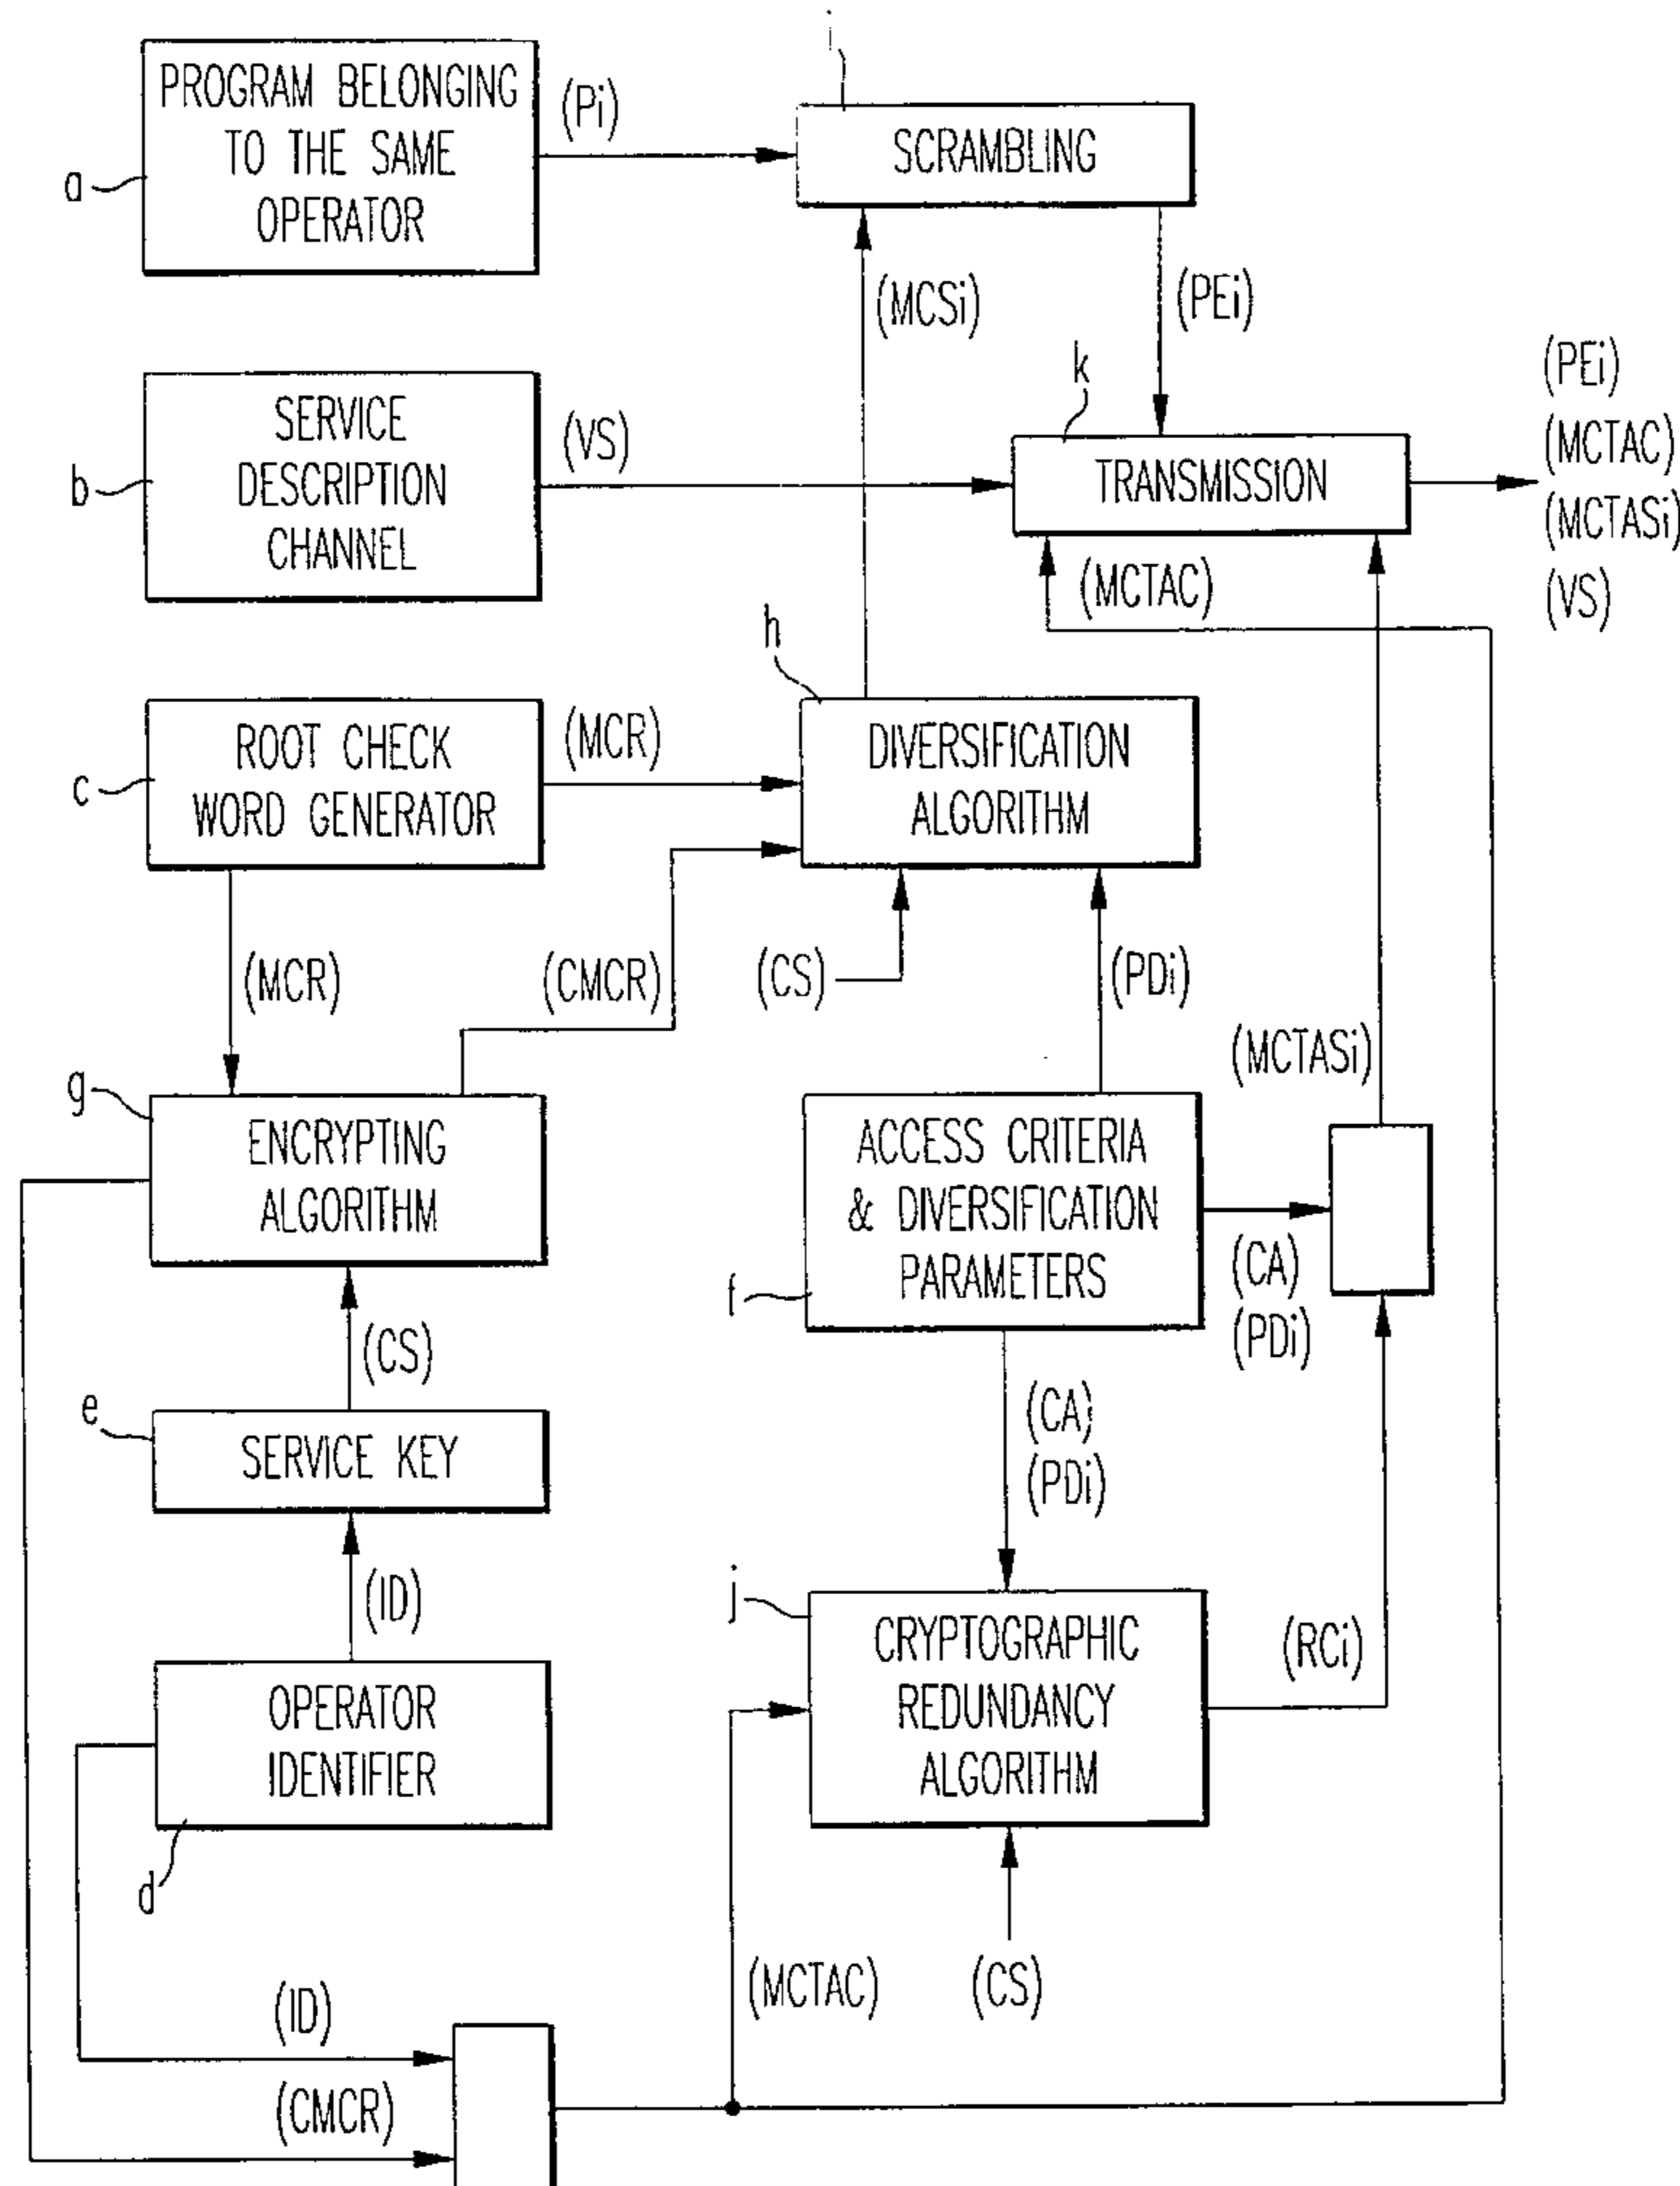 i
PROGRAM BELONGING
TO THE SAME
OPERATOR
a
(Pi)
SCRAMBLING
(MCSi)
(PEi)
SERVICE
DESCRIPTION
CHANNEL
b
(VS)
k
TRANSMISSION
(PEi)
(MCTAC)
(MCTASi)
(VS)
(MCTAC)
h
ROOT CHECK
WORD GENERATOR
c
(MCR)
DIVERSIFICATION
ALGORITHM
(MCR)
(CMCR)
(CS)
(PDi)
(MCTASi)
g
ENCRYPTING
ALGORITHM
ACCESS CRITERIA
& DIVERSIFICATION
PARAMETERS
f
(CA)
(PDi)
(CS)
e
SERVICE KEY
(CA)
(PDi)
(ID)
j
CRYPTOGRAPHIC
REDUNDANCY
ALGORITHM
(RCi)
OPERATOR
IDENTIFIER
d
(MCTAC)
(CS)
(ID)
(CMCR)